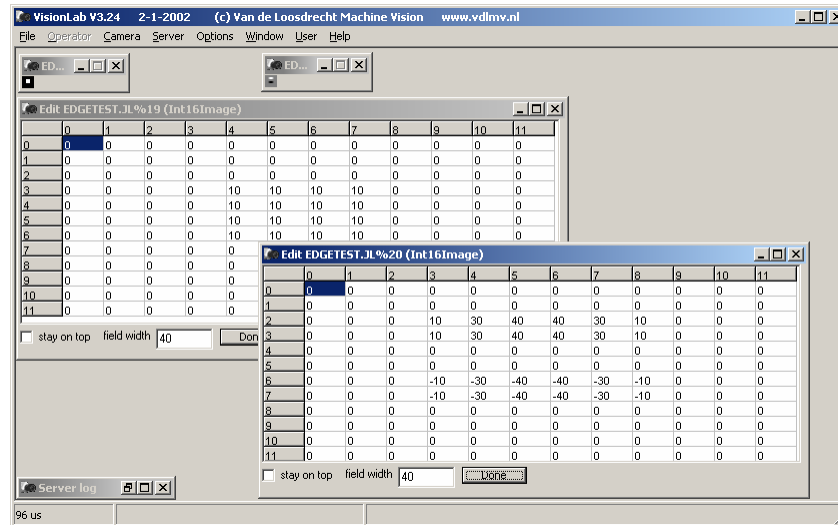 VisionLab V3.24 2-1-2002 (c) Van de Loosdrecht Machine Vision www.vdlmv.nl
File Operator Camera Server Options Window User Help
ED...
ED...
Edit EDGETEST.JL%19 (Int16Image)
0 1 2 3 4 5 6 7 8 9 10 11
0 0 0 0 0 0 0 0 0 0 0 0 0
1 0 0 0 0 0 0 0 0 0 0 0 0
2 0 0 0 0 0 0 0 0 0 0 0 0
3 0 0 0 0 10 10 10 10 0 0 0 0
4 0 0 0 0 10 10 10 10 0 0 0 0
5 0 0 0 0 10 10 10 10 0 0 0 0
6 0 0 0 0 10 10 10 10 0 0 0 0
7 0 0 0 0 0
8 0 0 0 0 0
9 0 0 0 0 0
10 0 0 0 0 0
11 0 0 0 0 0
stay on top field width 40 Don
Edit EDGETEST.JL%20 (Int16Image)
0 1 2 3 4 5 6 7 8 9 10 11
0 0 0 0 0 0 0 0 0 0 0 0 0
1 0 0 0 0 0 0 0 0 0 0 0 0
2 0 0 0 10 30 40 40 30 10 0 0 0
3 0 0 0 10 30 40 40 30 10 0 0 0
4 0 0 0 0 0 0 0 0 0 0 0 0
5 0 0 0 0 0 0 0 0 0 0 0 0
6 0 0 0 -10 -30 -40 -40 -30 -10 0 0 0
7 0 0 0 -10 -30 -40 -40 -30 -10 0 0 0
8 0 0 0 0 0 0 0 0 0 0 0 0
9 0 0 0 0 0 0 0 0 0 0 0 0
10 0 0 0 0 0 0 0 0 0 0 0 0
11 0 0 0 0 0 0 0 0 0 0 0 0
stay on top field width 40 Done
Server log
96 us